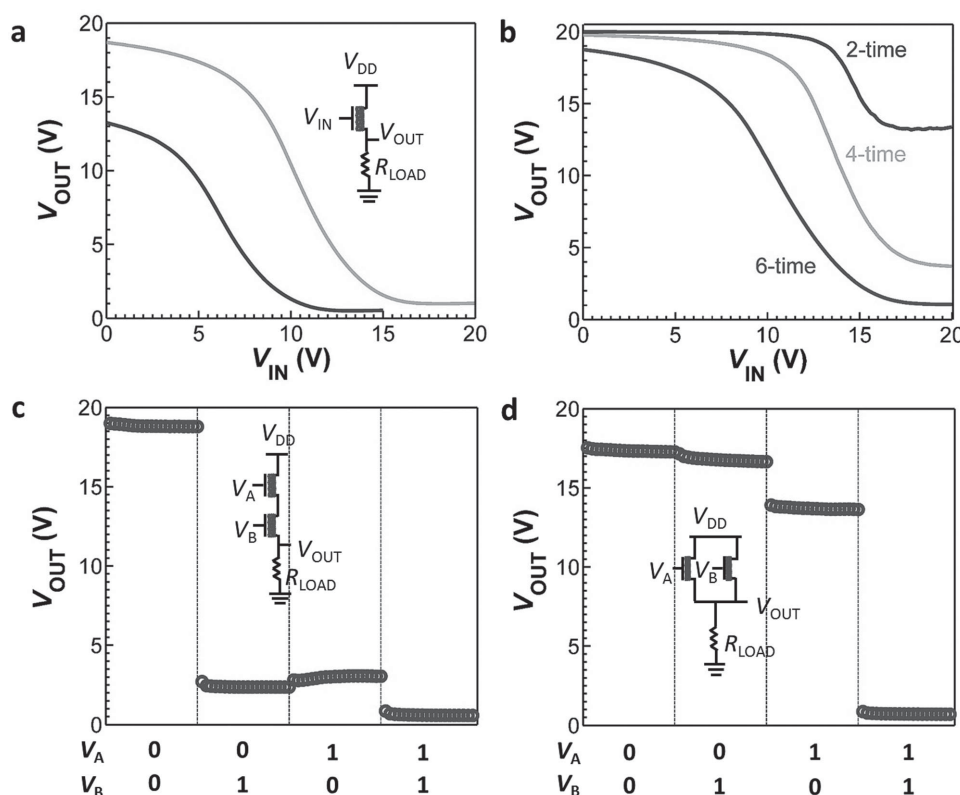 a
20
15
10
5
0
V_OUT (V)
V_DD
V_IN
V_OUT
R_LOAD
0 5 10 15 20
V_IN (V)
b
20
15
10
5
0
V_OUT (V)
2-time
4-time
6-time
0 5 10 15 20
V_IN (V)
c
20
15
10
5
0
V_OUT (V)
V_DD
V_A
V_B
V_OUT
R_LOAD
V_A 0 0 1 1
V_B 0 1 0 1
d
20
15
10
5
0
V_OUT (V)
V_DD
V_A V_B
V_OUT
R_LOAD
V_A 0 0 1 1
V_B 0 1 0 1